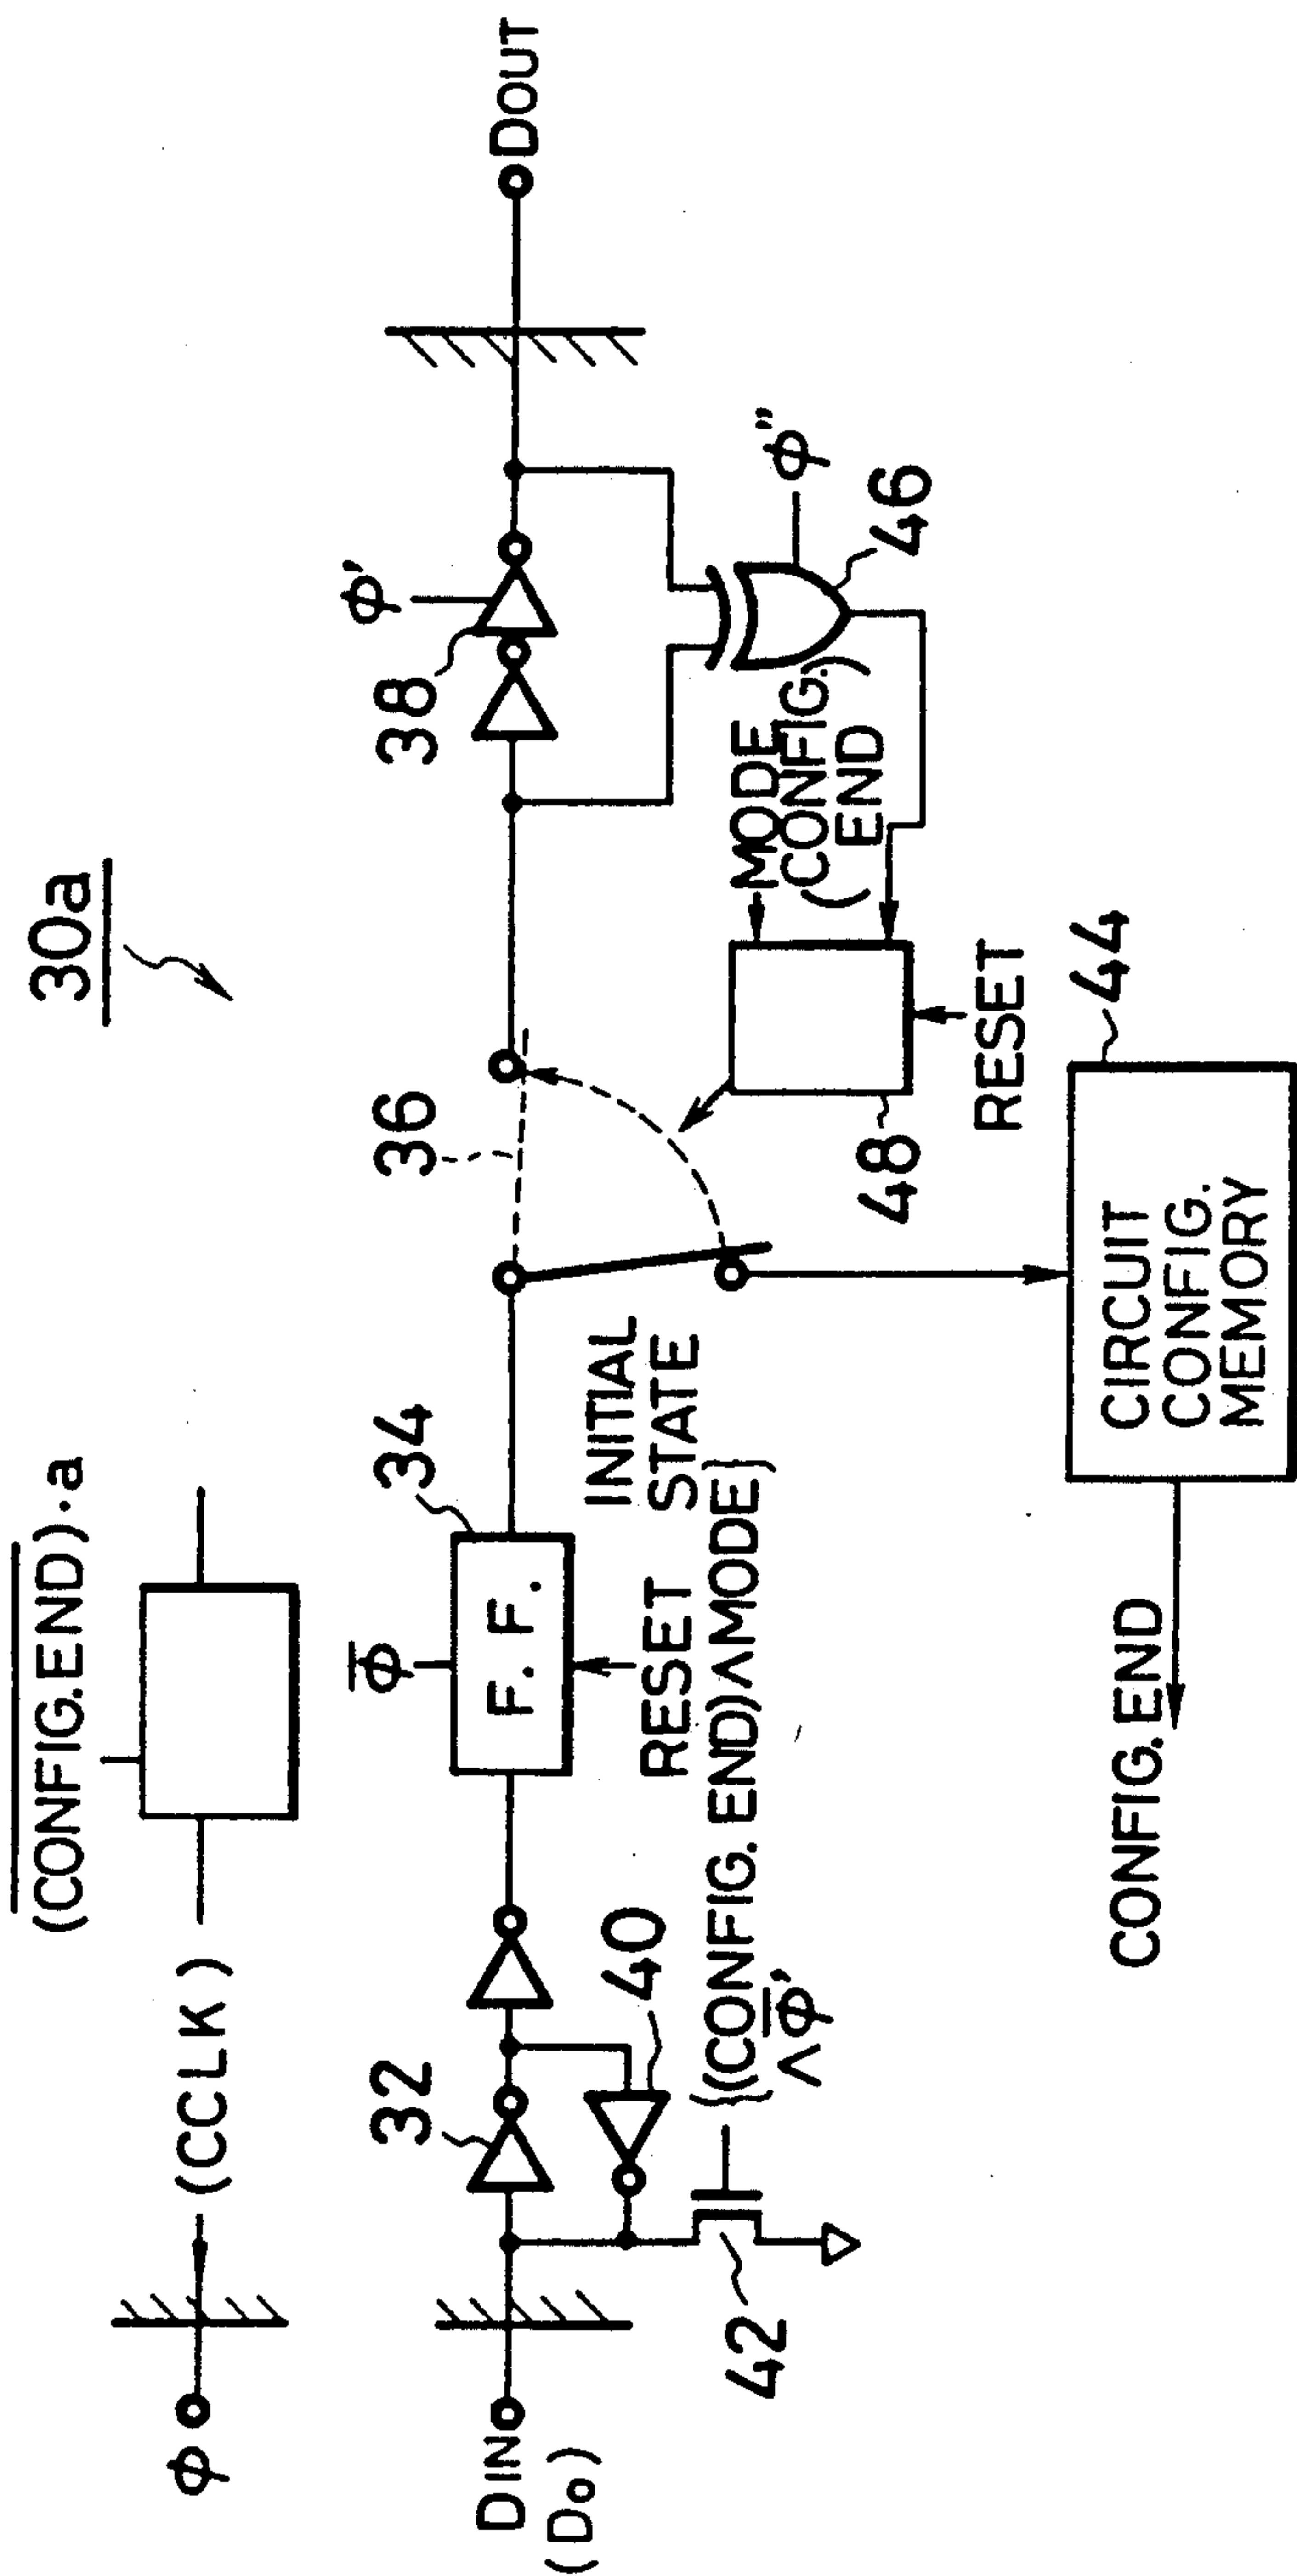 30a
(CONFIG.END)·a
ϕ
(CCLK)
DIN
(D0)
32
40
42
{(CONFIG. END)∧MODE}
∧ϕ̅'
34
ϕ̅
F. F.
RESET
INITIAL
STATE
36
38
ϕ'
DOUT
ϕ"
46
MODE
(CONFIG.
END)
48
RESET
44
CIRCUIT
CONFIG.
MEMORY
CONFIG. END